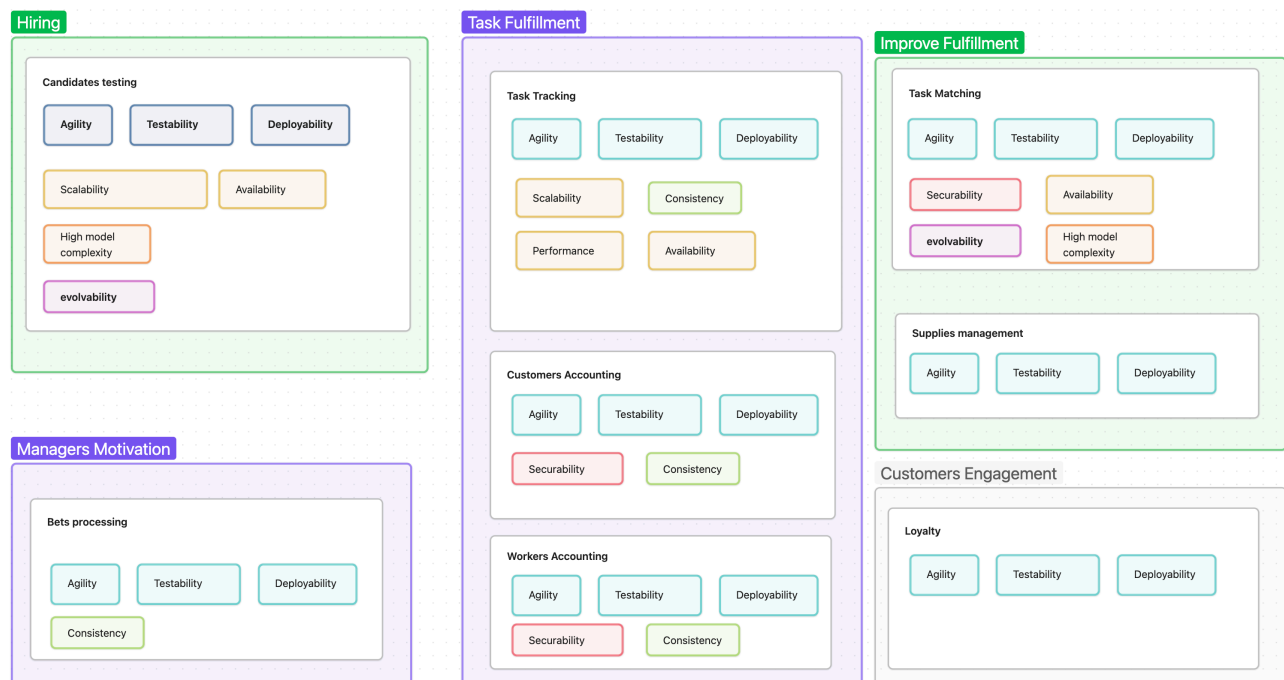 Hiring
Candidates testing
Agility
Testability
Deployability
Scalability
Availability
High model
complexity
evolvability
Managers Motivation
Bets processing
Agility
Testability
Deployability
Consistency
Task Fulfillment
Task Tracking
Agility
Testability
Deployability
Scalability
Consistency
Performance
Availability
Customers Accounting
Agility
Testability
Deployability
Securability
Consistency
Workers Accounting
Agility
Testability
Deployability
Securability
Consistency
Improve Fulfillment
Task Matching
Agility
Testability
Deployability
Securability
Availability
evolvability
High model
complexity
Supplies management
Agility
Testability
Deployability
Customers Engagement
Loyalty
Agility
Testability
Deployability